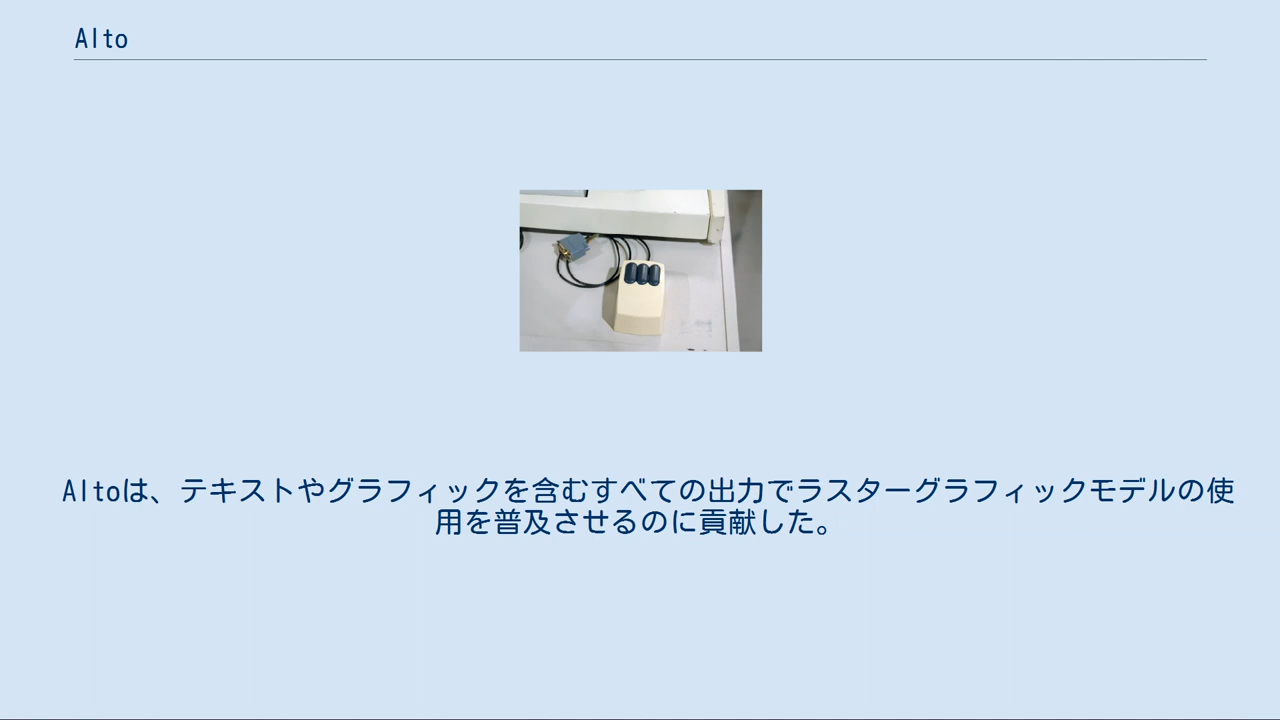 Alto
Altoは、テキストやグラフィックを含むすべての出力でラスターグラフィックモデルの使
用を普及させるのに貢献した。